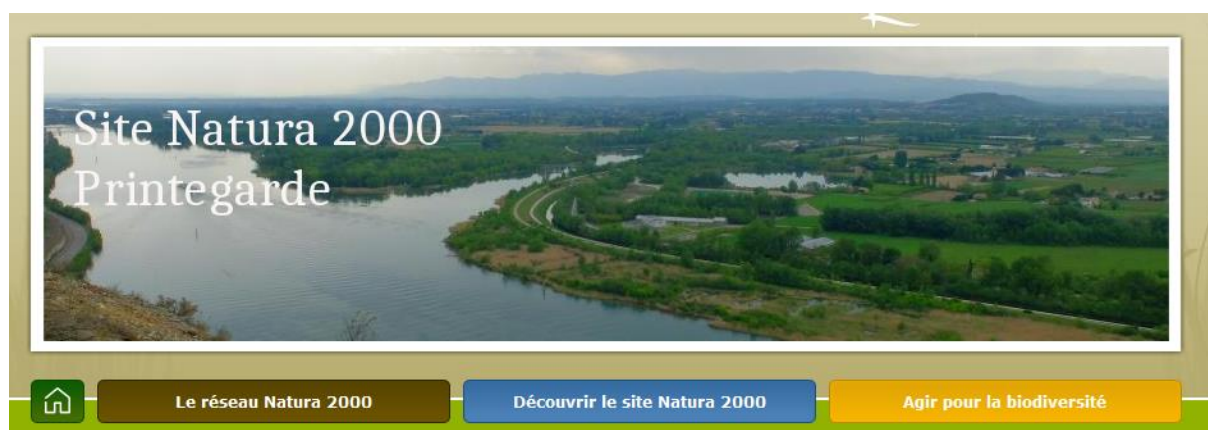 Site Natura 2000
Printegarde
Le réseau Natura 2000
Découvrir le site Natura 2000
Agir pour la biodiversité